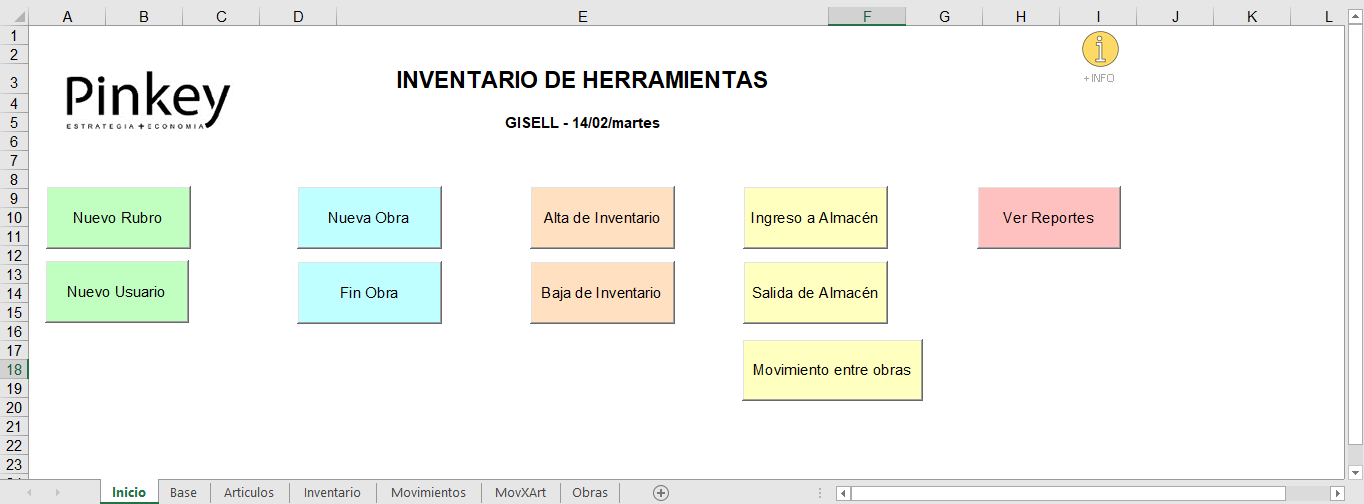 A B C D E F G H I J K L
1
2
3
4
5
6
7
8
9
10
11
12
13
14
15
16
17
18
19
20
21
22
23
i
+ INFO
Pinkey
ESTRATEGIA + ECONOMIA
INVENTARIO DE HERRAMIENTAS
GISELL - 14/02/martes
Nuevo Rubro Nueva Obra Alta de Inventario Ingreso a Almacén Ver Reportes
Nuevo Usuario Fin Obra Baja de Inventario Salida de Almacén
Movimiento entre obras
Inicio Base Articulos Inventario Movimientos MovXArt Obras